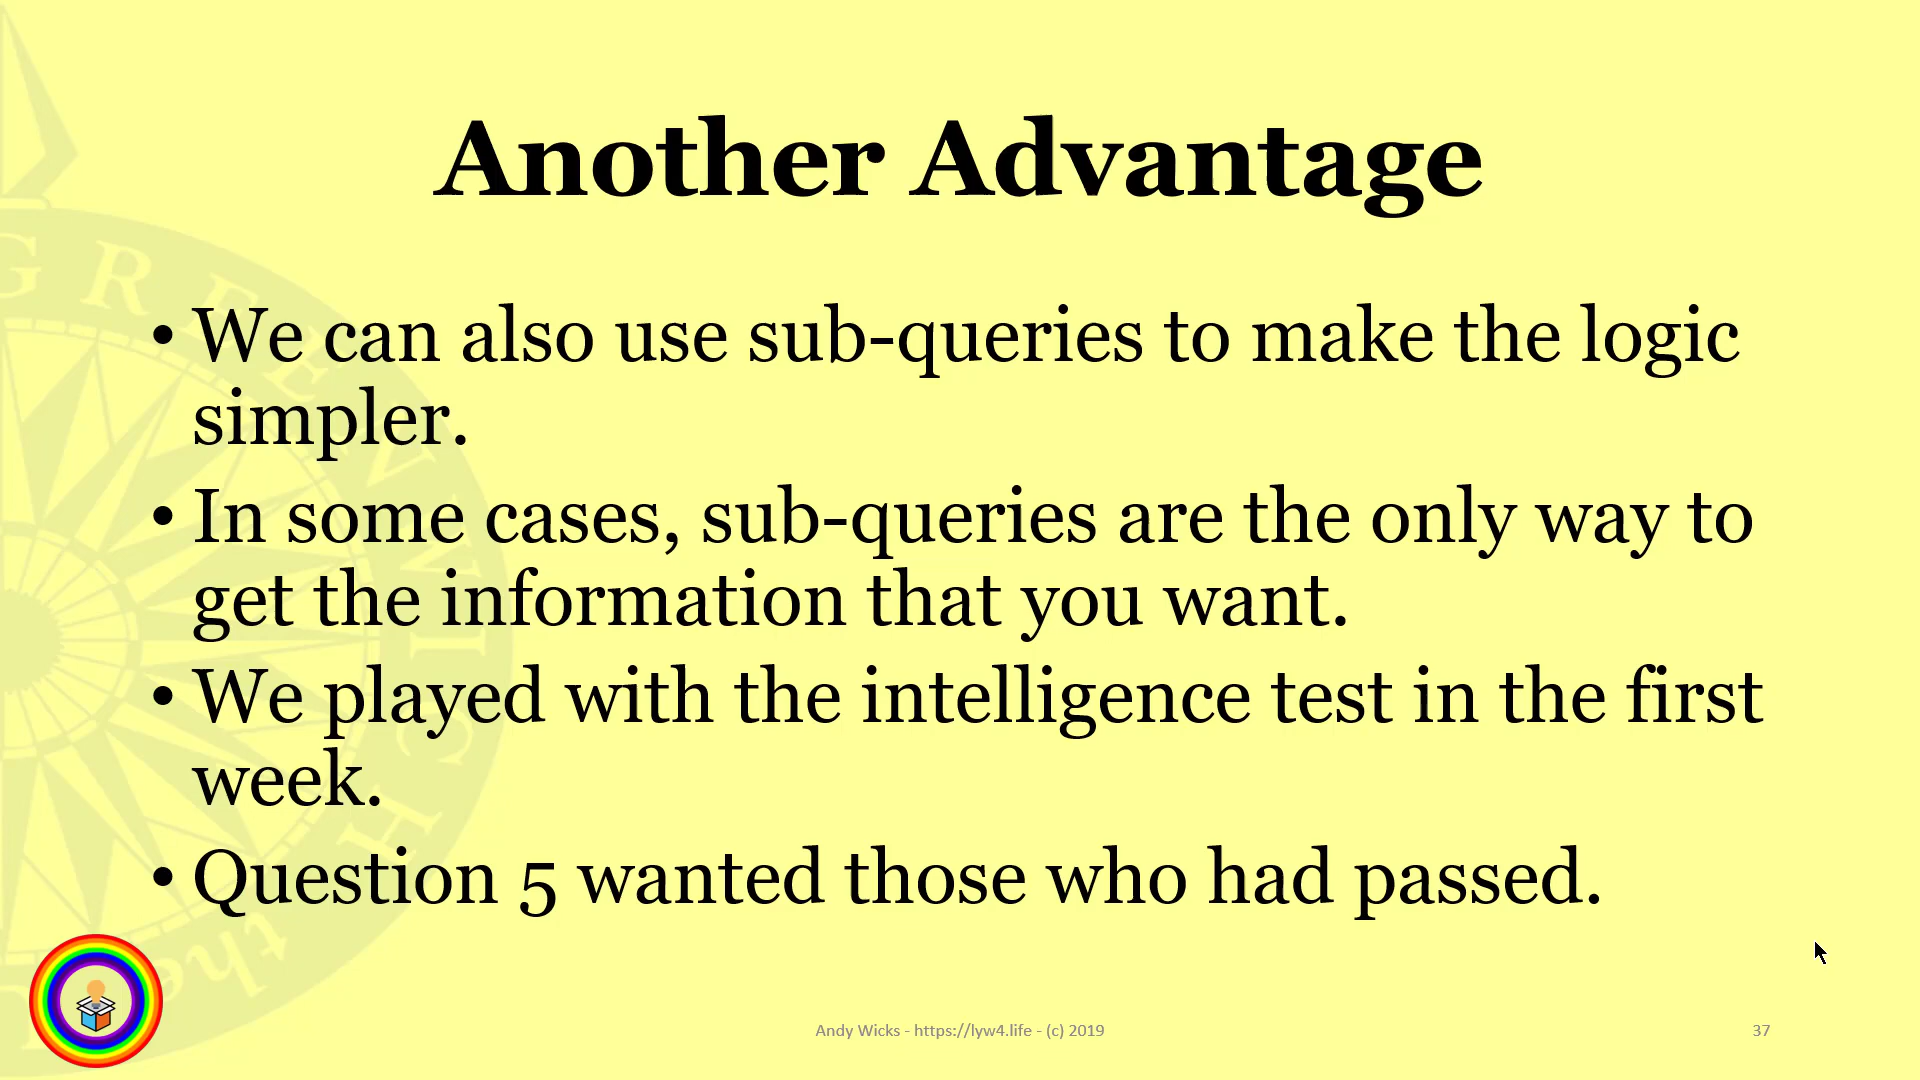 Another Advantage
• We can also use sub-queries to make the logic
simpler.
• In some cases, sub-queries are the only way to
get the information that you want.
• We played with the intelligence test in the first
week.
• Question 5 wanted those who had passed.
Andy Wicks - https://lyw4.life - (c) 2019
37
GREENWICH
the